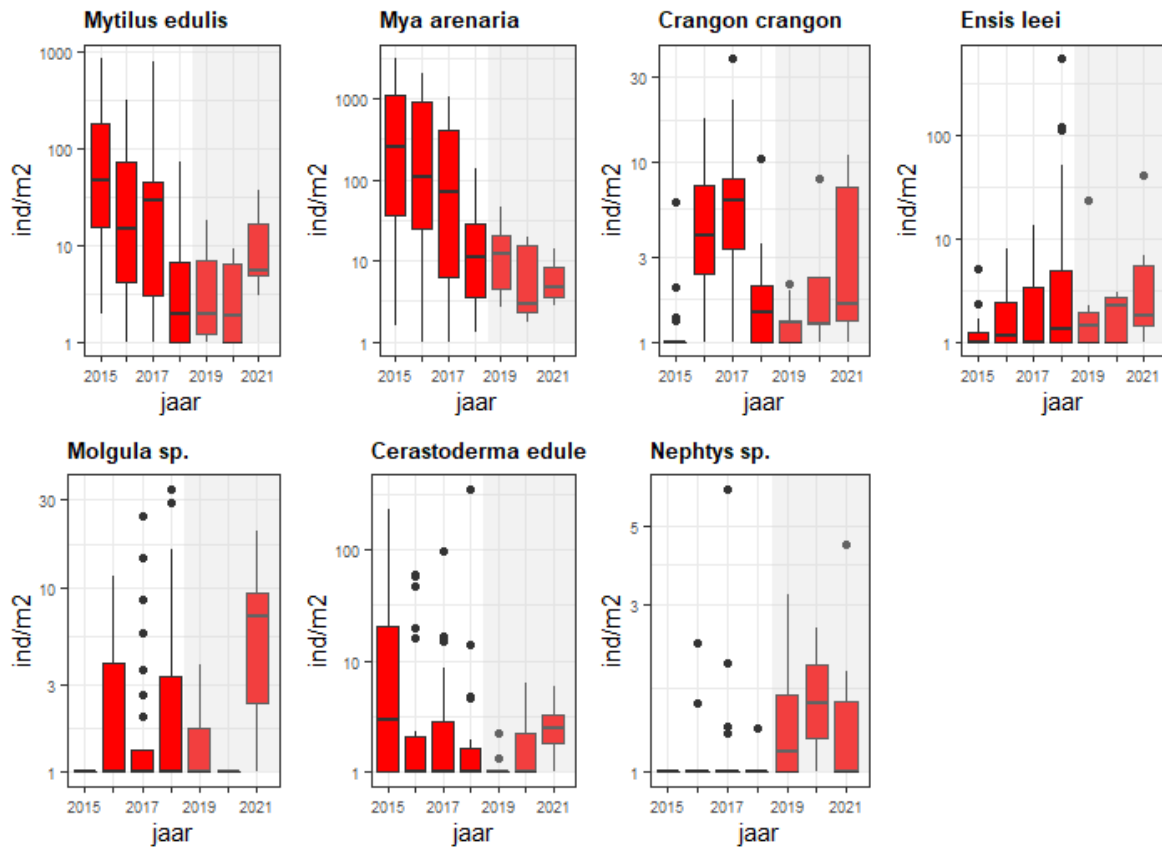 Mytilus edulis
1000
100
10
1
ind/m2
2015 2017 2019 2021
jaar
Mya arenaria
1000
100
10
1
ind/m2
2015 2017 2019 2021
jaar
Crangon crangon
30
10
3
1
ind/m2
2015 2017 2019 2021
jaar
Ensis leei
100
10
1
ind/m2
2015 2017 2019 2021
jaar
Molgula sp.
30
10
3
1
ind/m2
2015 2017 2019 2021
jaar
Cerastoderma edule
100
10
1
ind/m2
2015 2017 2019 2021
jaar
Nephtys sp.
5
3
1
ind/m2
2015 2017 2019 2021
jaar